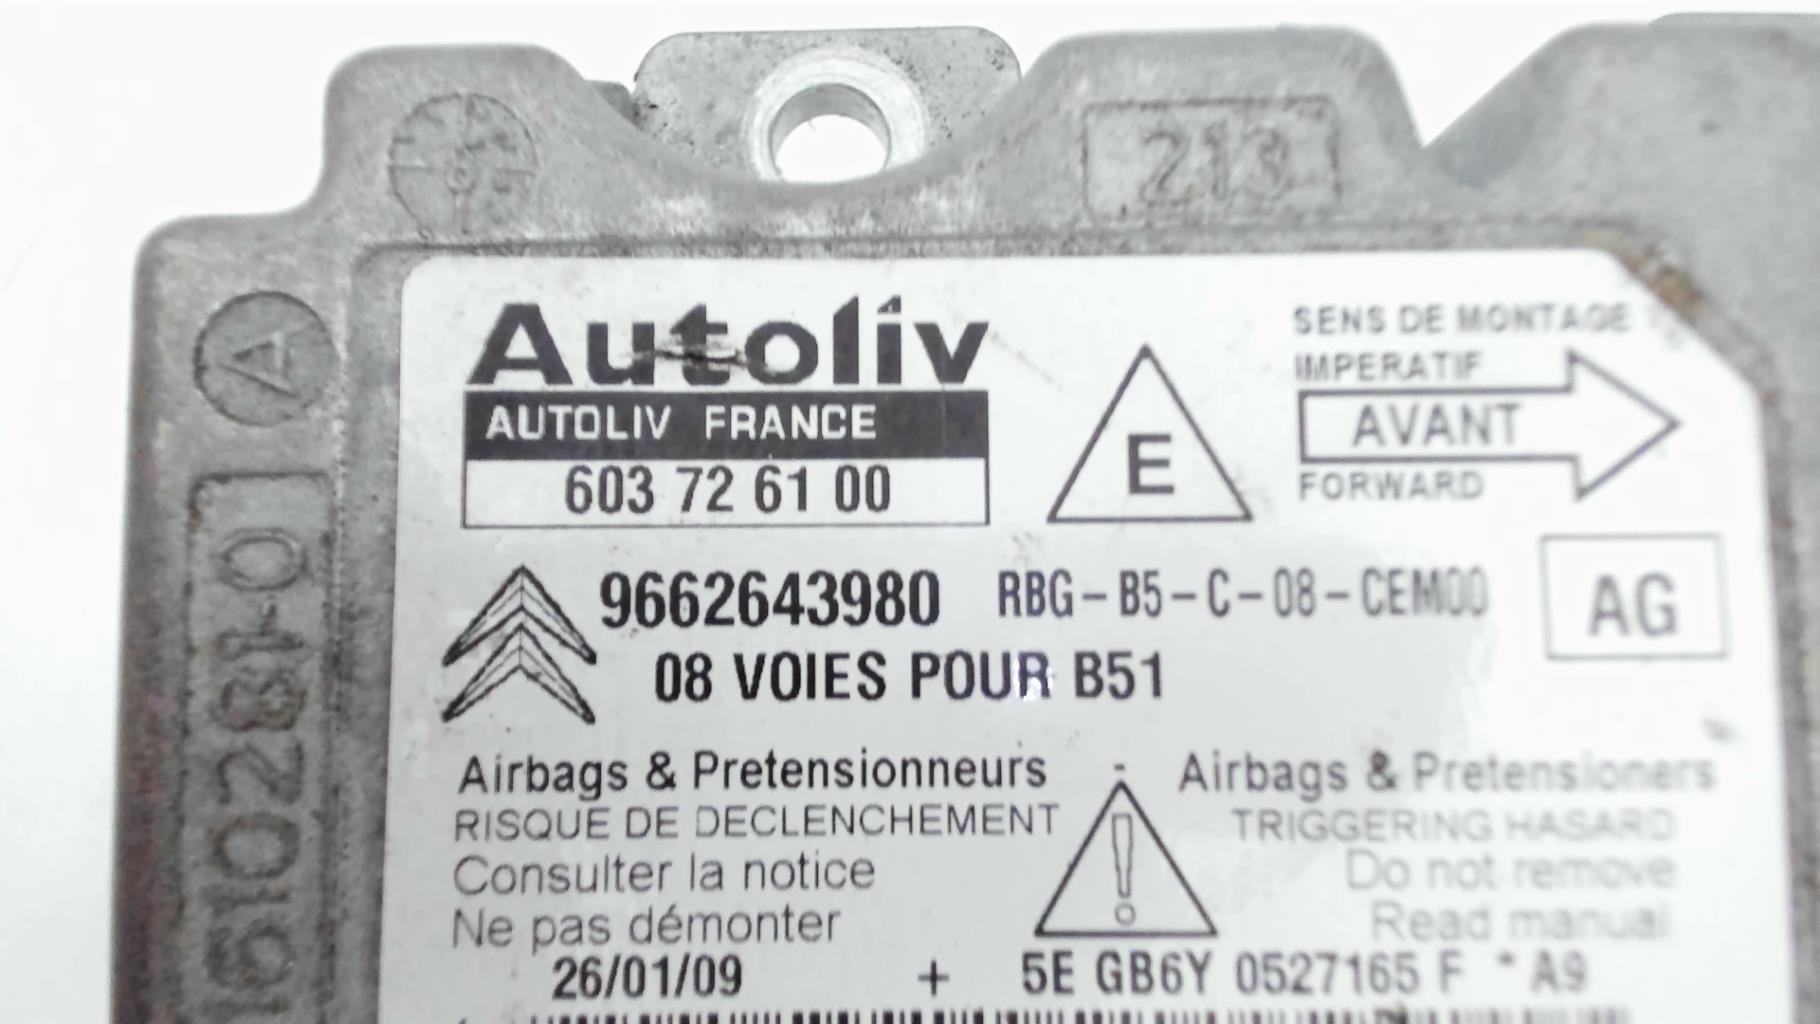 213
A
Autoliv
AUTOLIV FRANCE
603 72 61 00
E
SENS DE MONTAGE
IMPERATIF
AVANT
FORWARD
9662643980 RBG-B5-C-08-CEM00
AG
08 VOIES POUR B51
Airbags & Pretensionneurs - Airbags & Pretensioners
RISQUE DE DECLENCHEMENT TRIGGERING HASARD
Consulter la notice ! Do not remove
Ne pas démonter Read manual
26/01/09 + 5E GB6Y 0527165 F * A9
1610281-0